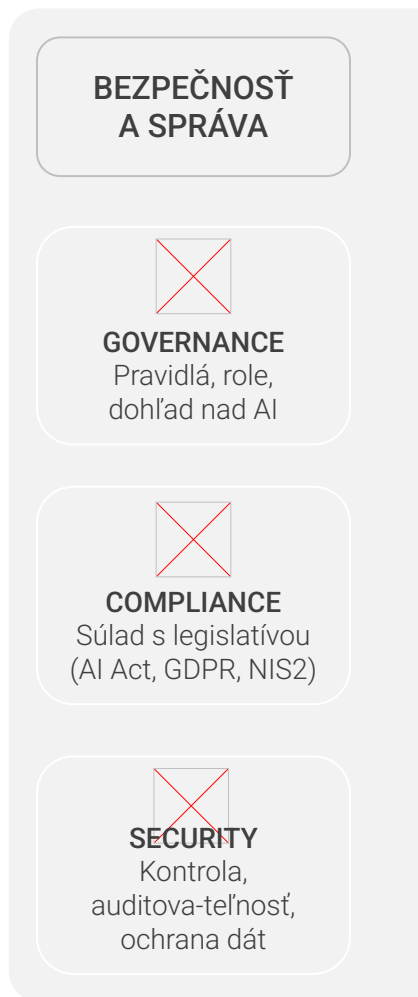 BEZPEČNOSŤ
A SPRÁVA
GOVERNANCE
Pravidlá, role,
dohľad nad AI
COMPLIANCE
Súlad s legislatívou
(AI Act, GDPR, NIS2)
SECURITY
Kontrola,
auditova-teľnosť,
ochrana dát